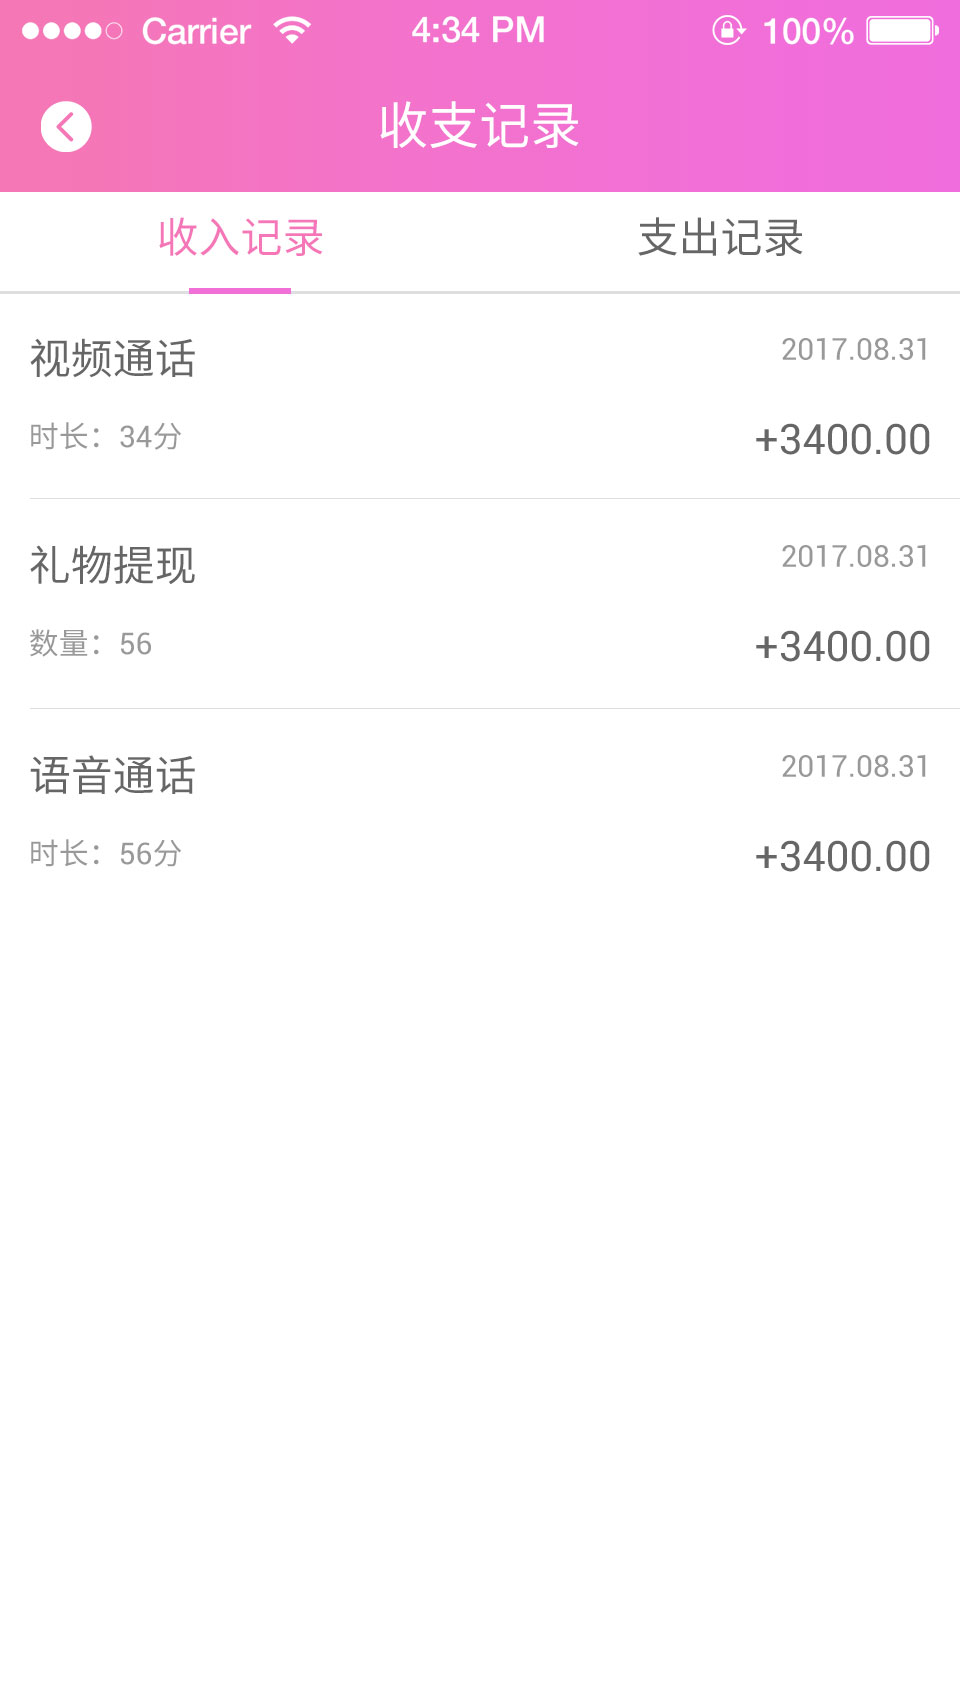 Carrier 4:34 PM 100%
收支记录
收入记录 支出记录
视频通话 2017.08.31
时长：34分 +3400.00
礼物提现 2017.08.31
数量：56 +3400.00
语音通话 2017.08.31
时长：56分 +3400.00